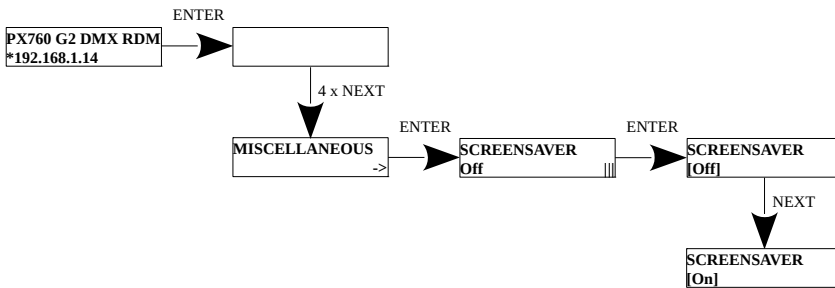 ENTER
PX760 G2 DMX RDM
*192.168.1.14
4 x NEXT
MISCELLANEOUS
->
ENTER
SCREENSAVER
Off |||
ENTER
SCREENSAVER
[Off]
NEXT
SCREENSAVER
[On]